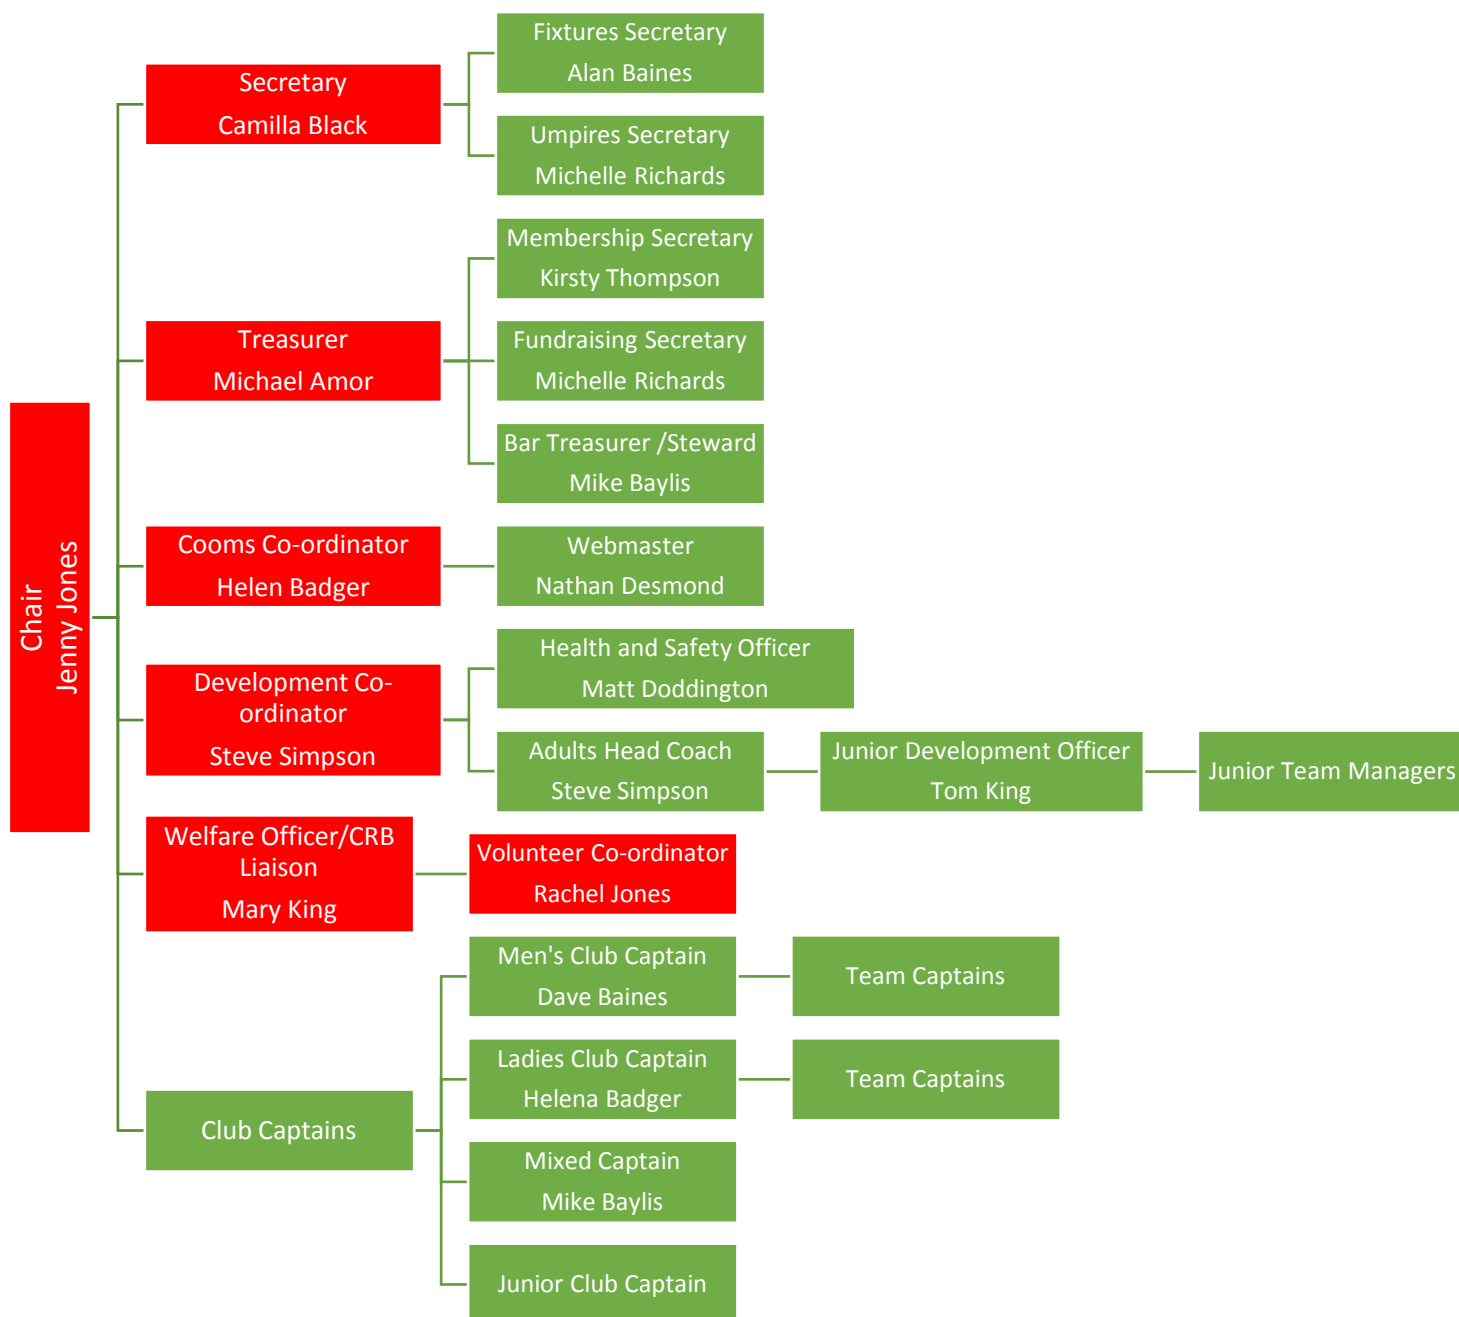 Chair
Jenny Jones
Secretary
Camilla Black
Fixtures Secretary
Alan Baines
Umpires Secretary
Michelle Richards
Treasurer
Michael Amor
Membership Secretary
Kirsty Thompson
Fundraising Secretary
Michelle Richards
Bar Treasurer /Steward
Mike Baylis
Cooms Co-ordinator
Helen Badger
Webmaster
Nathan Desmond
Development Co-
ordinator
Steve Simpson
Health and Safety Officer
Matt Doddington
Adults Head Coach
Steve Simpson
Junior Development Officer
Tom King
Junior Team Managers
Welfare Officer/CRB
Liaison
Mary King
Volunteer Co-ordinator
Rachel Jones
Club Captains
Men's Club Captain
Dave Baines
Team Captains
Ladies Club Captain
Helena Badger
Team Captains
Mixed Captain
Mike Baylis
Junior Club Captain